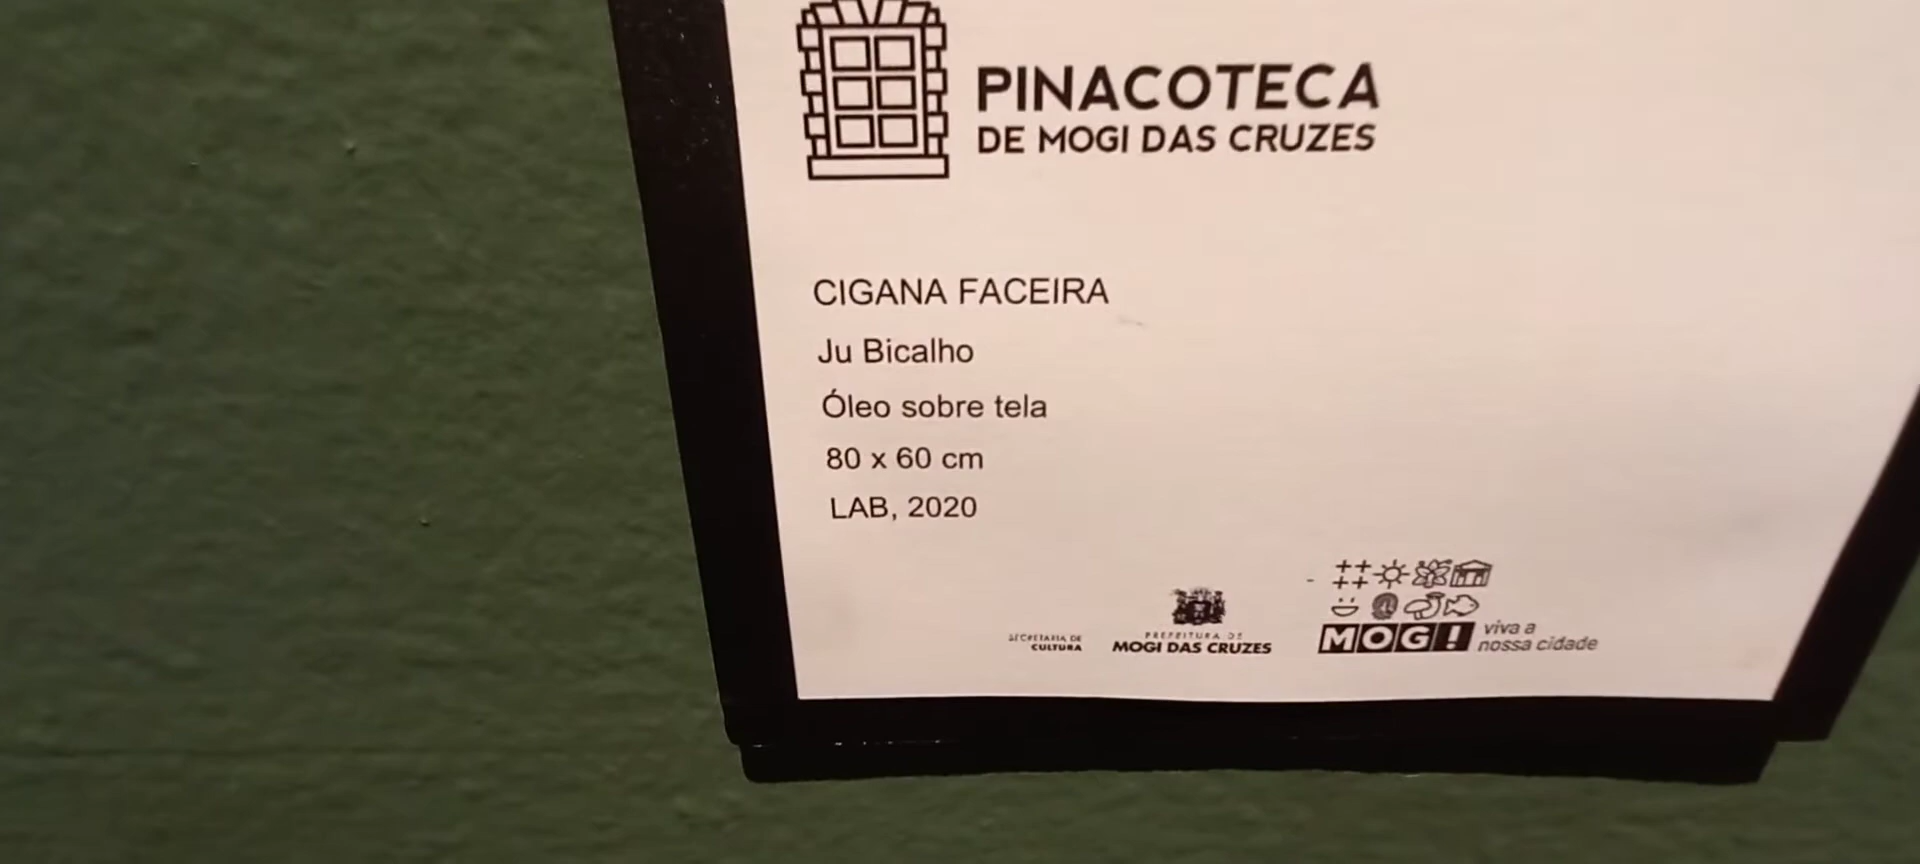 PINACOTECA
DE MOGI DAS CRUZES
CIGANA FACEIRA
Ju Bicalho
Óleo sobre tela
80 x 60 cm
LAB, 2020
SECRETARIA DE
CULTURA
PREFEITURA DE
MOGI DAS CRUZES
MOG!
viva a
nossa cidade